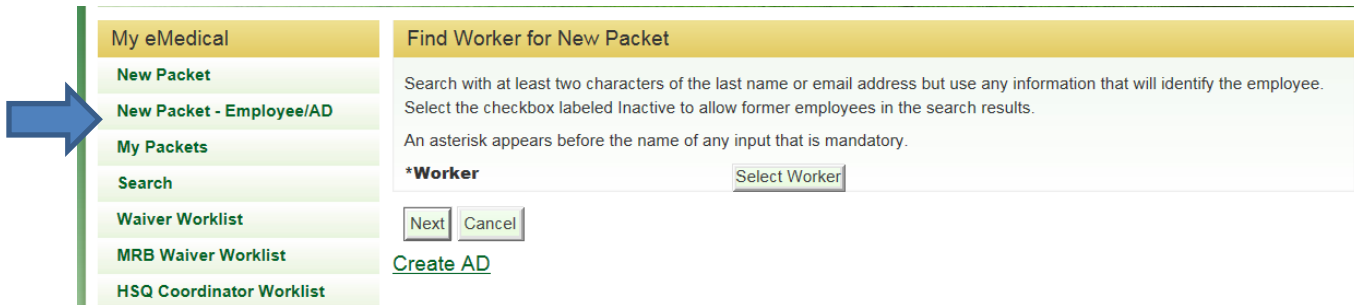 My eMedical
New Packet
New Packet - Employee/AD
My Packets
Search
Waiver Worklist
MRB Waiver Worklist
HSQ Coordinator Worklist
Find Worker for New Packet
Search with at least two characters of the last name or email address but use any information that will identify the employee.
Select the checkbox labeled Inactive to allow former employees in the search results.
An asterisk appears before the name of any input that is mandatory.
*Worker Select Worker
Next Cancel
Create AD